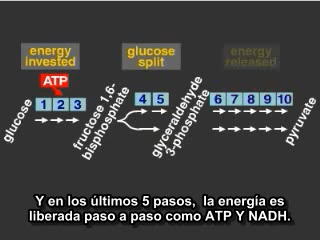 energy
invested
glucose
split
energy
released
ATP
1 2 3
4 5
6 7 8 9 10
glucose
fructose 1,6-
bisphosphate
glyceraldehyde
3-phosphate
pyruvate
Y en los últimos 5 pasos, la energía es
liberada paso a paso como ATP Y NADH.